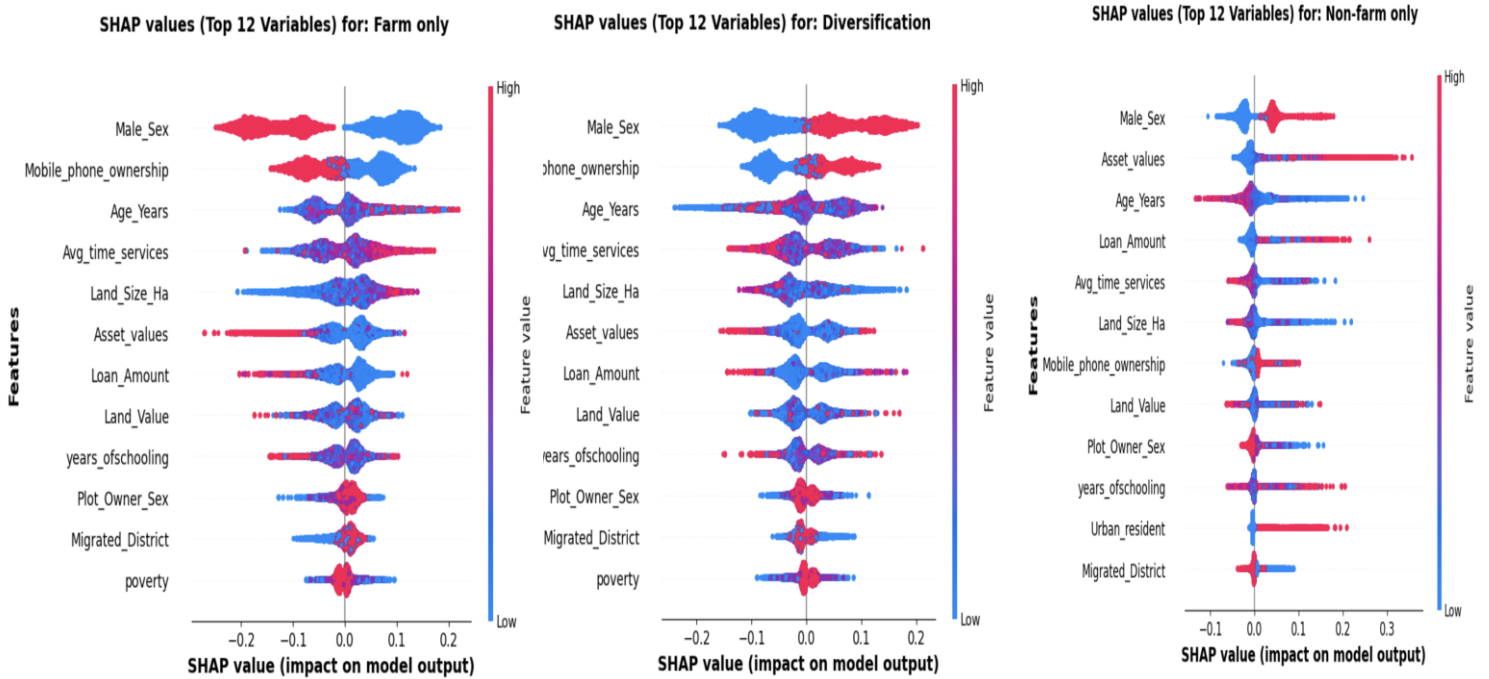 SHAP values (Top 12 Variables) for: Farm only
High
Male_Sex
Mobile_phone_ownership
Age_Years
Avg_time_services
Land_Size_Ha
Asset_values
Loan_Amount
Land_Value
years_ofschooling
Plot_Owner_Sex
Migrated_District
poverty
Features
Feature value
Low
−0.2 −0.1 0.0 0.1 0.2
SHAP value (impact on model output)
SHAP values (Top 12 Variables) for: Diversification
High
Male_Sex
phone_ownership
Age_Years
vg_time_services
Land_Size_Ha
Asset_values
Loan_Amount
Land_Value
years_ofschooling
Plot_Owner_Sex
Migrated_District
poverty
Features
Feature value
Low
−0.2 −0.1 0.0 0.1 0.2
SHAP value (impact on model output)
SHAP values (Top 12 Variables) for: Non-farm only
High
Male_Sex
Asset_values
Age_Years
Loan_Amount
Avg_time_services
Land_Size_Ha
Mobile_phone_ownership
Land_Value
Plot_Owner_Sex
years_ofschooling
Urban_resident
Migrated_District
Features
Feature value
Low
−0.1 0.0 0.1 0.2 0.3
SHAP value (impact on model output)